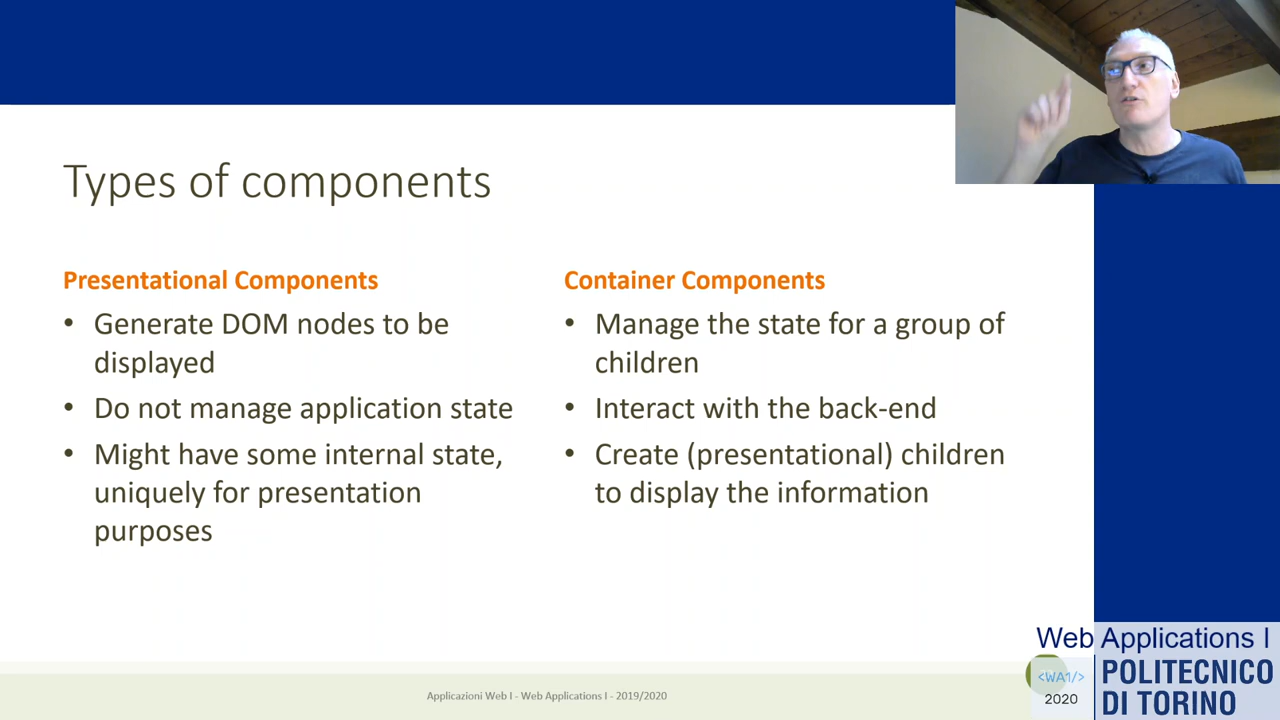 Types of components
Presentational Components
• Generate DOM nodes to be
displayed
• Do not manage application state
• Might have some internal state,
uniquely for presentation
purposes
Container Components
• Manage the state for a group of
children
• Interact with the back-end
• Create (presentational) children
to display the information
Applicazioni Web I - Web Applications I - 2019/2020
Web Applications I
<WA1/>
2020
POLITECNICO
DI TORINO